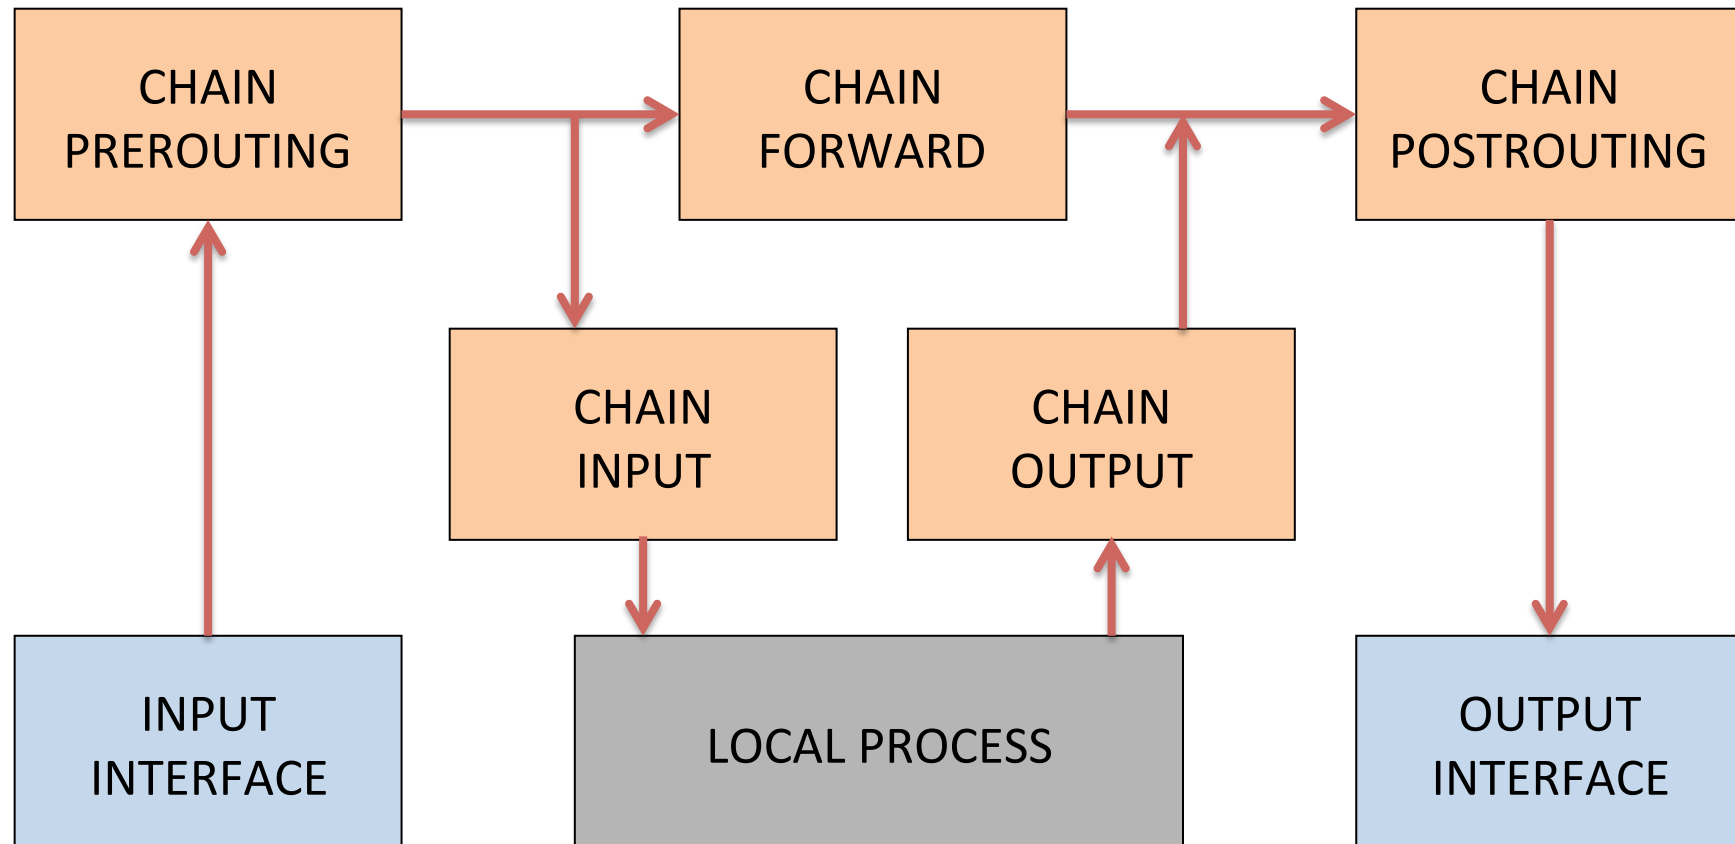 CHAIN
PREROUTING
CHAIN
FORWARD
CHAIN
POSTROUTING
CHAIN
INPUT
CHAIN
OUTPUT
INPUT
INTERFACE
LOCAL PROCESS
OUTPUT
INTERFACE